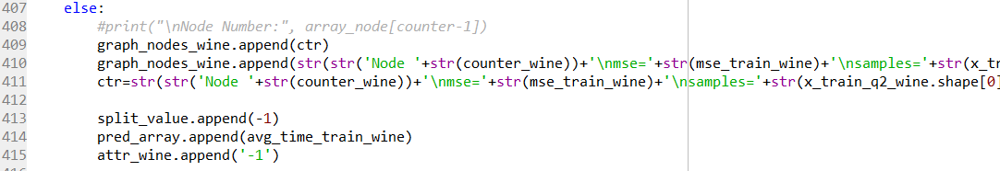 407 else:
408 #print("\nNode Number:", array_node[counter-1])
409 graph_nodes_wine.append(ctr)
410 graph_nodes_wine.append(str(str('Node '+str(counter_wine))+'\nmse='+str(mse_train_wine)+'\nsamples='+str(x_tr
411 ctr=str(str('Node '+str(counter_wine))+'\nmse='+str(mse_train_wine)+'\nsamples='+str(x_train_q2_wine.shape[0]
412
413 split_value.append(-1)
414 pred_array.append(avg_time_train_wine)
415 attr_wine.append('-1')